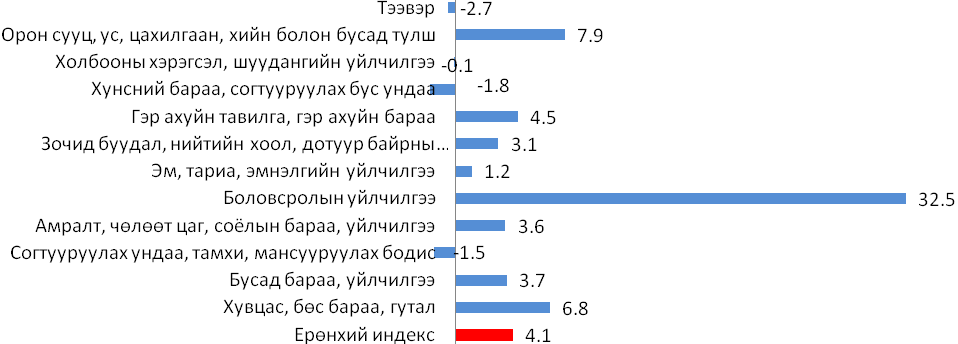 Тээвэр -2.7
Орон сууц, ус, цахилгаан, хийн болон бусад тулш 7.9
Холбооны хэрэгсэл, шуудангийн үйлчилгээ -0.1
Хүнсний бараа, согтууруулах бус ундаа -1.8
Гэр ахуйн тавилга, гэр ахуйн бараа 4.5
Зочид буудал, нийтийн хоол, дотуур байрны ... 3.1
Эм, тариа, эмнэлгийн үйлчилгээ 1.2
Боловсролын үйлчилгээ 32.5
Амралт, чөлөөт цаг, соёлын бараа, үйлчилгээ 3.6
Согтууруулах ундаа, тамхи, мансууруулах бодис -1.5
Бусад бараа, үйлчилгээ 3.7
Хувцас, бөс бараа, гутал 6.8
Ерөнхий индекс 4.1